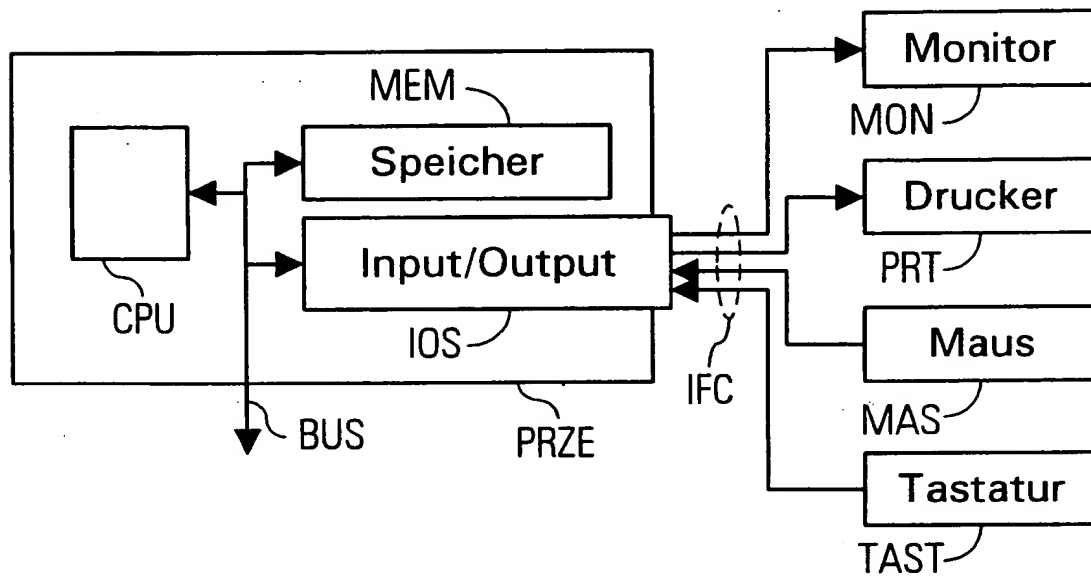 Monitor
MEM
MON
Speicher
Drucker
Input/Output
PRT
CPU
IOS
Maus
IFC
MAS
BUS
PRZE
Tastatur
TAST